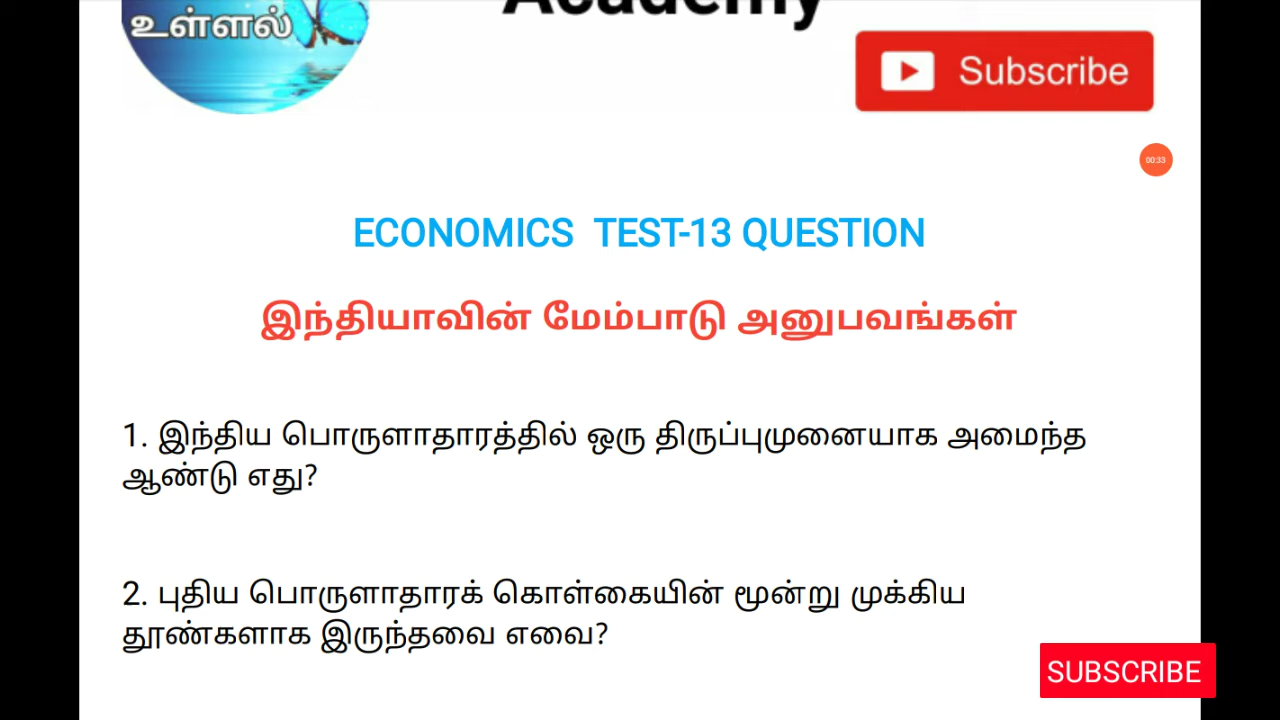 உள்ளல்
Academy
Subscribe
00:33
ECONOMICS TEST-13 QUESTION
இந்தியாவின் மேம்பாடு அனுபவங்கள்
1. இந்திய பொருளாதாரத்தில் ஒரு திருப்புமுனையாக அமைந்த
ஆண்டு எது?
2. புதிய பொருளாதாரக் கொள்கையின் மூன்று முக்கிய
தூண்களாக இருந்தவை எவை?
SUBSCRIBE